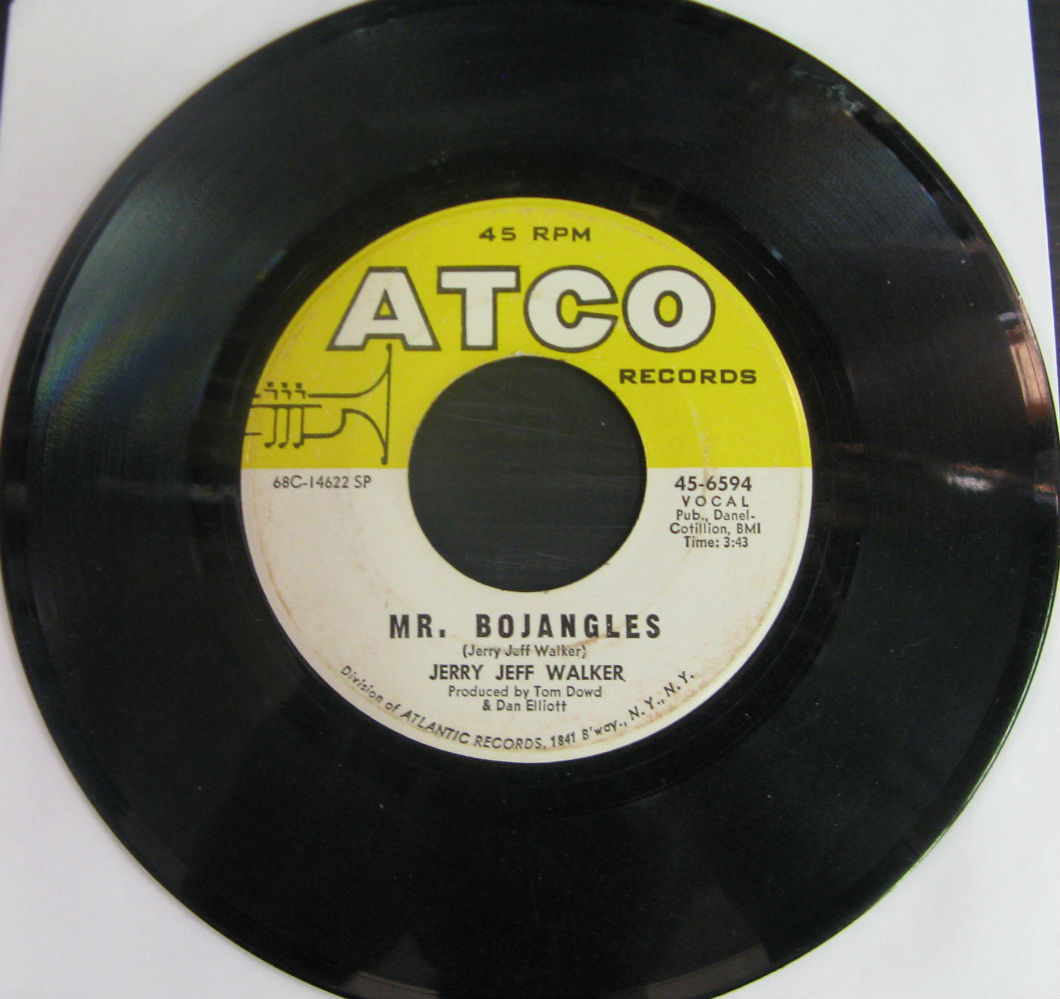 45 RPM
ATCO
RECORDS
68C-14622 SP
45-6594
VOCAL
Pub., Danel-
Cotillion, BMI
Time: 3:43
MR. BOJANGLES
(Jerry Jeff Walker)
JERRY JEFF WALKER
Produced by Tom Dowd
& Dan Elliott
Division of ATLANTIC RECORDS, 1841 B'way., N. Y., N. Y.